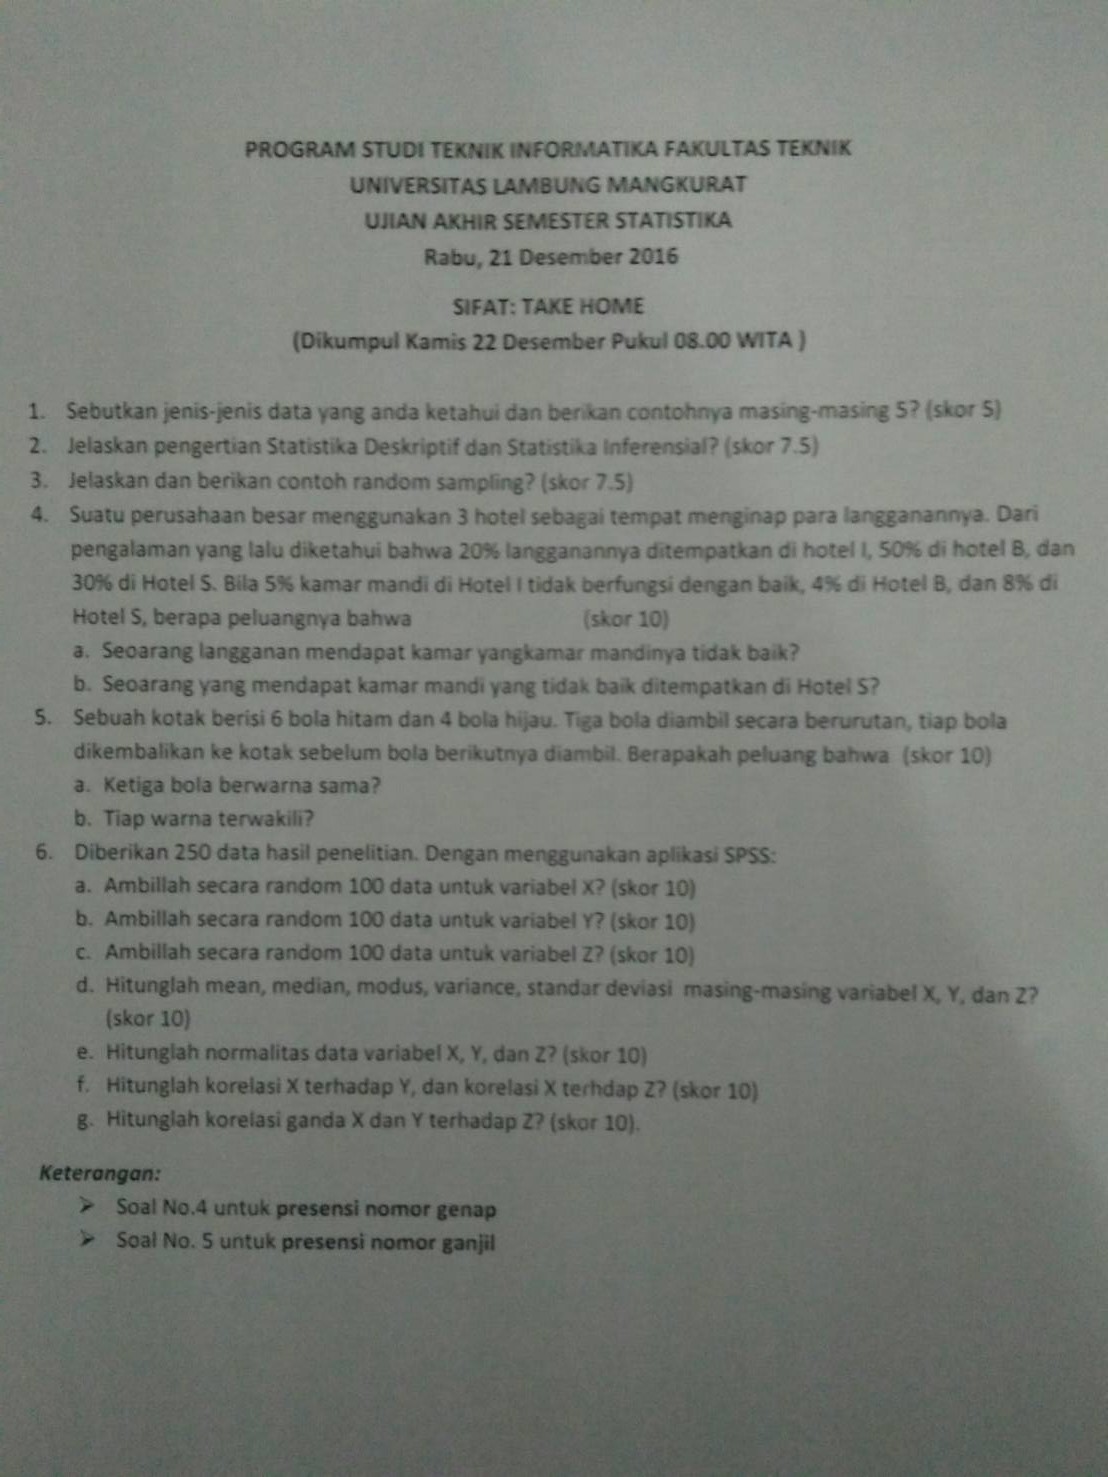 PROGRAM STUDI TEKNIK INFORMATIKA FAKULTAS TEKNIK
UNIVERSITAS LAMBUNG MANGKURAT
UJIAN AKHIR SEMESTER STATISTIKA
Rabu, 21 Desember 2016
SIFAT: TAKE HOME
(Dikumpul Kamis 22 Desember Pukul 08.00 WITA )
1. Sebutkan jenis-jenis data yang anda ketahui dan berikan contohnya masing-masing 5? (skor 5)
2. Jelaskan pengertian Statistika Deskriptif dan Statistika Inferensial? (skor 7.5)
3. Jelaskan dan berikan contoh random sampling? (skor 7.5)
4. Suatu perusahaan besar menggunakan 3 hotel sebagai tempat menginap para langganannya. Dari
pengalaman yang lalu diketahui bahwa 20% langganannya ditempatkan di hotel I, 50% di hotel B, dan
30% di Hotel S. Bila 5% kamar mandi di Hotel I tidak berfungsi dengan baik, 4% di Hotel B, dan 8% di
Hotel S, berapa peluangnya bahwa (skor 10)
a. Seoarang langganan mendapat kamar yangkamar mandinya tidak baik?
b. Seoarang yang mendapat kamar mandi yang tidak baik ditempatkan di Hotel S?
5. Sebuah kotak berisi 6 bola hitam dan 4 bola hijau. Tiga bola diambil secara berurutan, tiap bola
dikembalikan ke kotak sebelum bola berikutnya diambil. Berapakah peluang bahwa (skor 10)
a. Ketiga bola berwarna sama?
b. Tiap warna terwakili?
6. Diberikan 250 data hasil penelitian. Dengan menggunakan aplikasi SPSS:
a. Ambillah secara random 100 data untuk variabel X? (skor 10)
b. Ambillah secara random 100 data untuk variabel Y? (skor 10)
c. Ambillah secara random 100 data untuk variabel Z? (skor 10)
d. Hitunglah mean, median, modus, variance, standar deviasi masing-masing variabel X, Y, dan Z?
(skor 10)
e. Hitunglah normalitas data variabel X, Y, dan Z? (skor 10)
f. Hitunglah korelasi X terhadap Y, dan korelasi X terhdap Z? (skor 10)
g. Hitunglah korelasi ganda X dan Y terhadap Z? (skor 10).
Keterangan:
➢ Soal No.4 untuk presensi nomor genap
➢ Soal No. 5 untuk presensi nomor ganjil